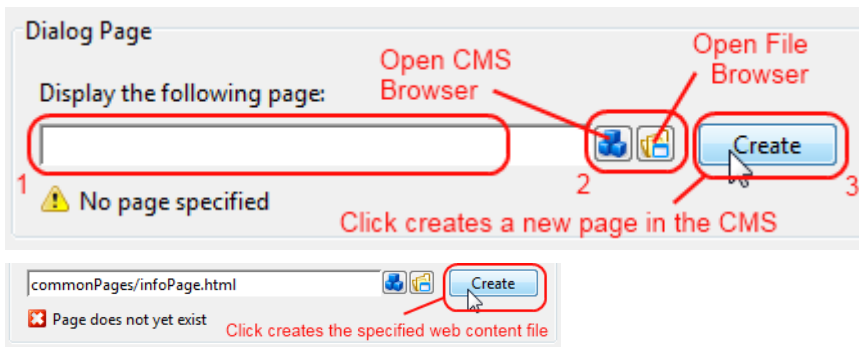 Dialog Page
Open CMS
Browser
Open File
Browser
Display the following page:
Create
1
2
3
No page specified
Click creates a new page in the CMS
commonPages/infoPage.html
Create
Page does not yet exist
Click creates the specified web content file